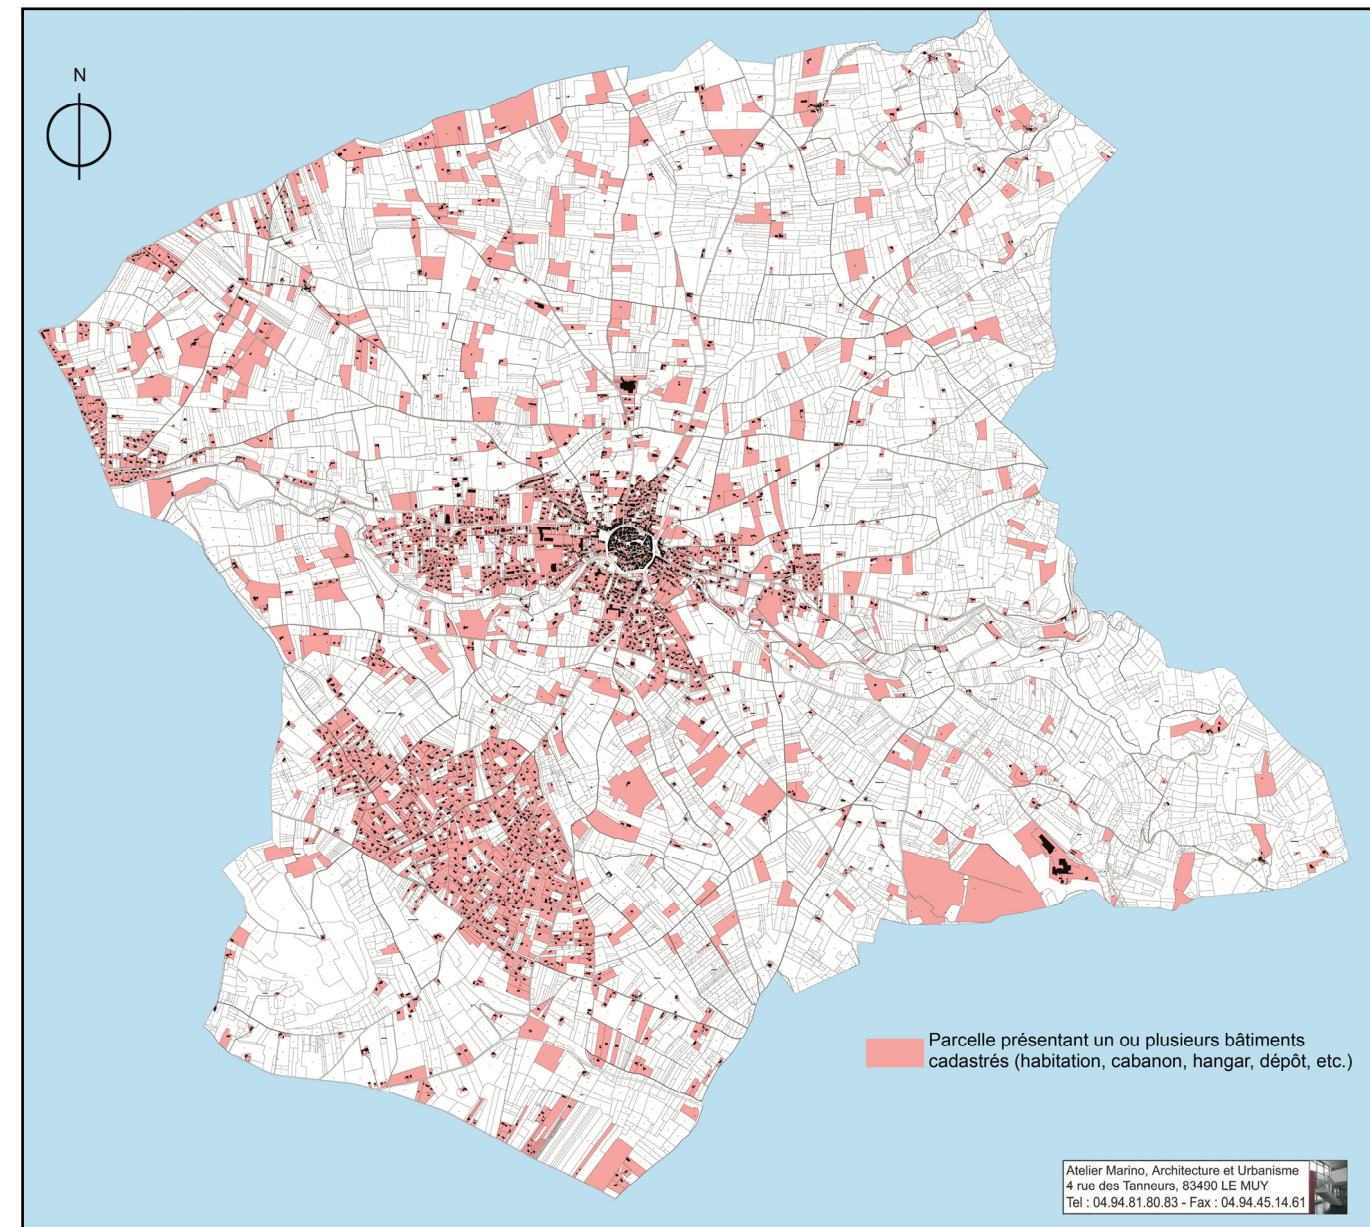 N
Parcelle présentant un ou plusieurs bâtiments
cadastrés (habitation, cabanon, hangar, dépôt, etc.)
Atelier Marino, Architecture et Urbanisme
4 rue des Tanneurs, 83490 LE MUY
Tel : 04.94.81.80.83 - Fax : 04.94.45.14.61